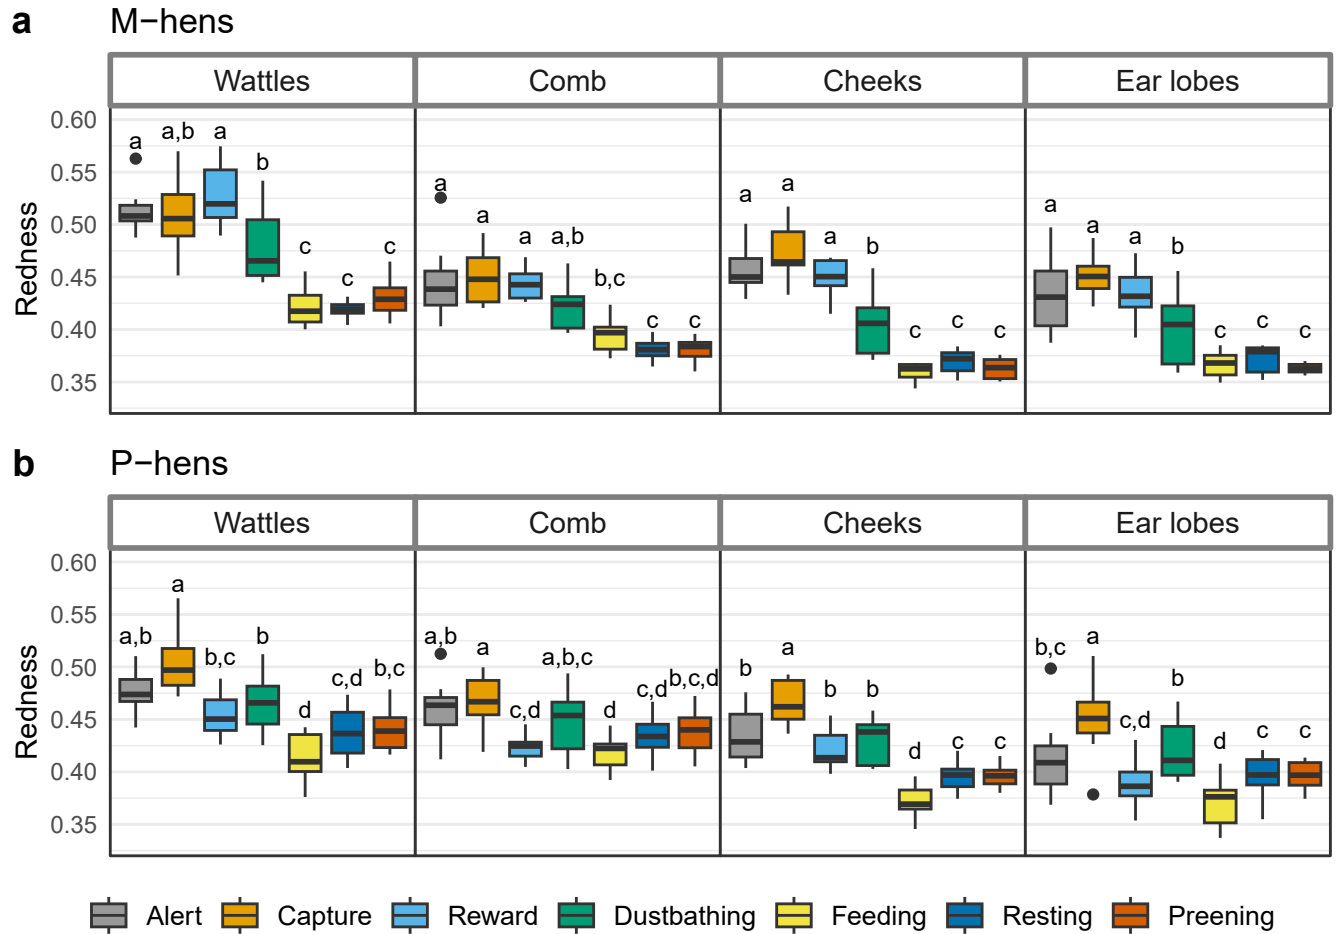 a M−hens
Wattles Comb Cheeks Ear lobes
Redness
0.60
0.55
0.50
0.45
0.40
0.35
a a,b a b c c c
a a a a,b b,c c c
a a a b c c c
a a a b c c c
b P−hens
Wattles Comb Cheeks Ear lobes
Redness
0.60
0.55
0.50
0.45
0.40
0.35
a,b a b,c b d c,d b,c
a,b a c,d a,b,c d c,d b,c,d
b a b b d c c
b,c a c,d b d c c
Alert Capture Reward Dustbathing Feeding Resting Preening